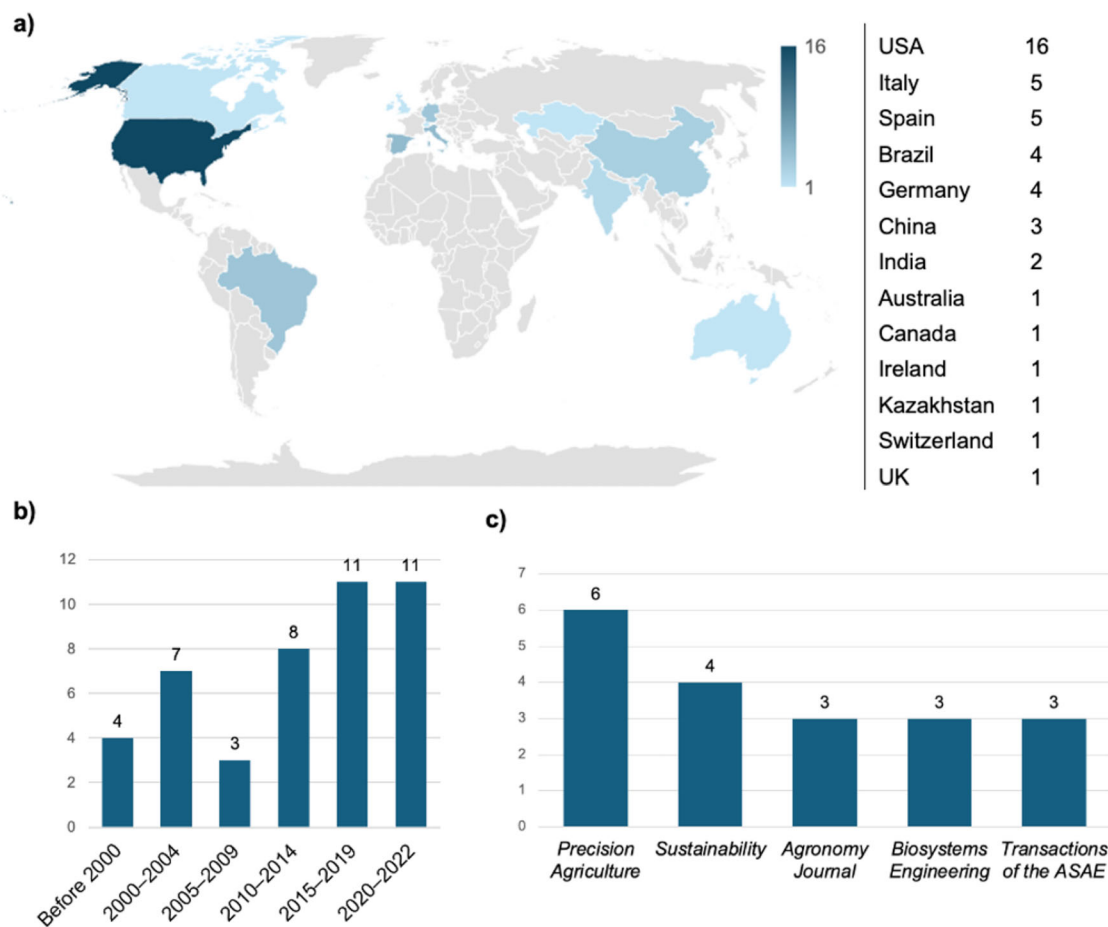 a)
16
1
USA 16
Italy 5
Spain 5
Brazil 4
Germany 4
China 3
India 2
Australia 1
Canada 1
Ireland 1
Kazakhstan 1
Switzerland 1
UK 1
b)
12
10
8
6
4
2
0
4
7
3
8
11
11
Before 2000
2000–2004
2005–2009
2010–2014
2015–2019
2020–2022
c)
7
6
5
4
3
2
1
0
6
4
3
3
3
Precision
Agriculture
Sustainability
Agronomy
Journal
Biosystems
Engineering
Transactions
of the ASAE